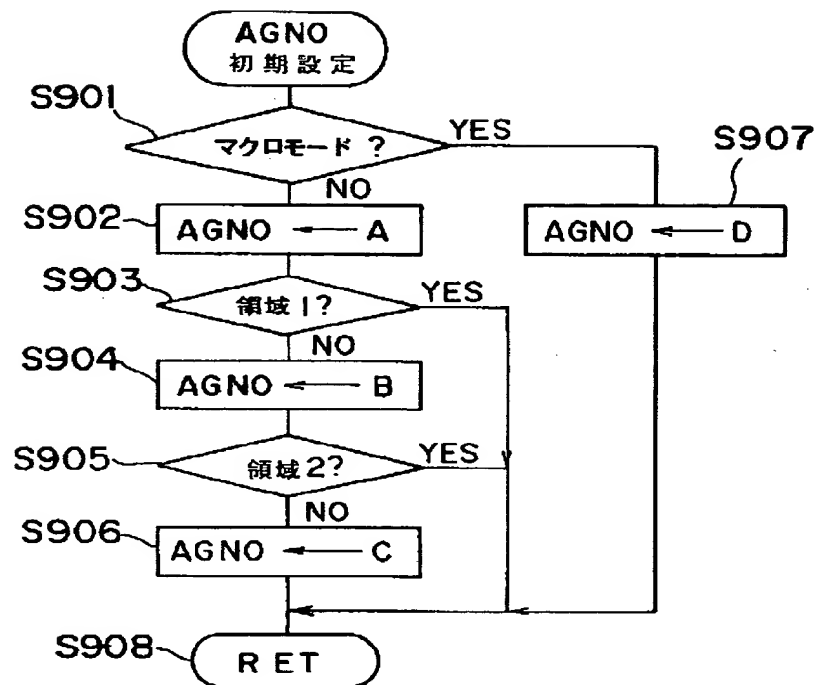 AGNO
初期設定
S901
マクロモード?
YES
S907
NO
S902
AGNO ← A
AGNO ← D
S903
領域1?
YES
NO
S904
AGNO ← B
S905
領域2?
YES
NO
S906
AGNO ← C
S908
RET